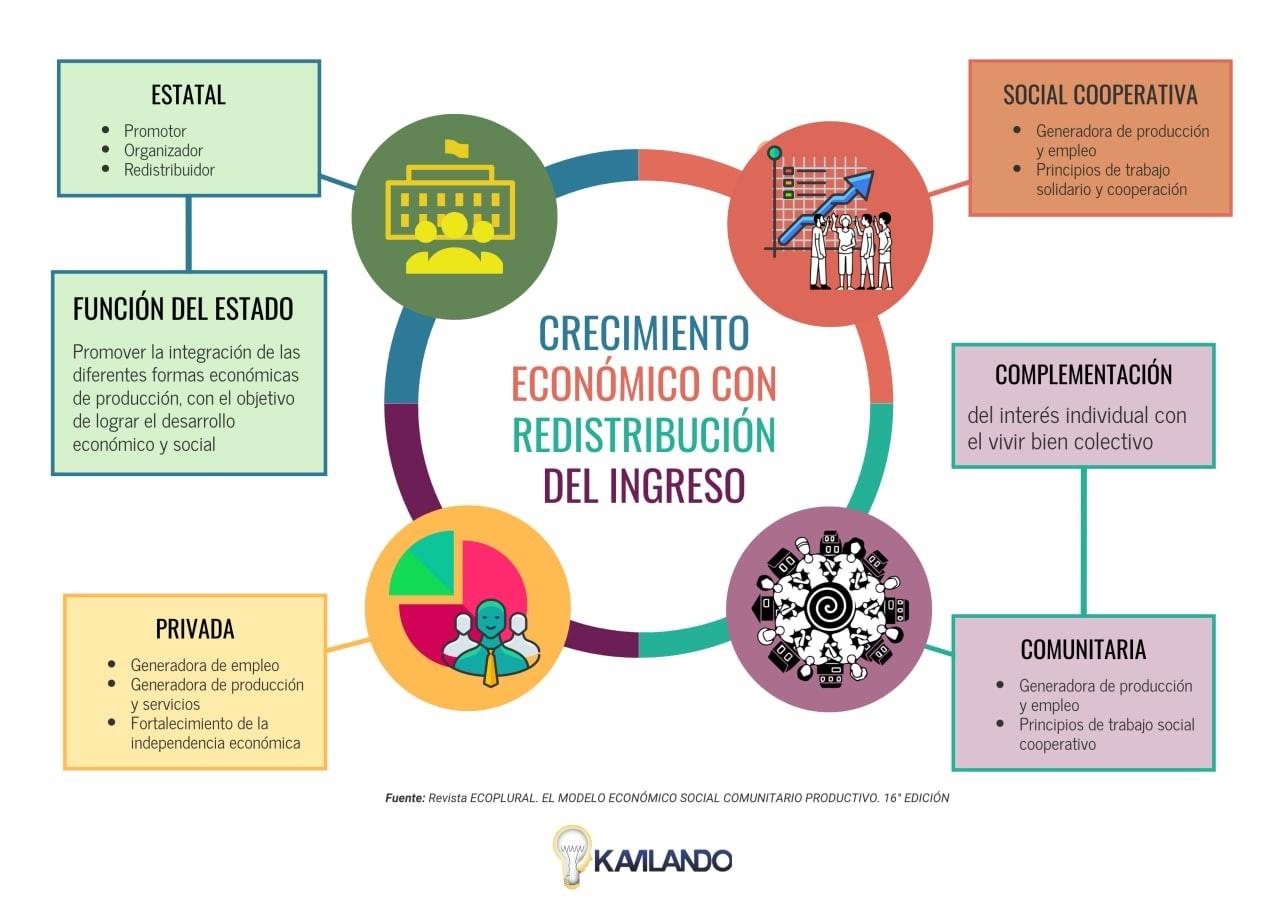 ESTATAL
• Promotor
• Organizador
• Redistribuidor
FUNCIÓN DEL ESTADO
Promover la integración de las
diferentes formas económicas
de producción, con el objetivo
de lograr el desarrollo
económico y social
SOCIAL COOPERATIVA
• Generadora de producción
y empleo
• Principios de trabajo
solidario y cooperación
CRECIMIENTO
ECONÓMICO CON
REDISTRIBUCIÓN
DEL INGRESO
COMPLEMENTACIÓN
del interés individual con
el vivir bien colectivo
PRIVADA
• Generadora de empleo
• Generadora de producción
y servicios
• Fortalecimiento de la
independencia económica
COMUNITARIA
• Generadora de producción
y empleo
• Principios de trabajo social
cooperativo
Fuente: Revista ECOPLURAL. EL MODELO ECONÓMICO SOCIAL COMUNITARIO PRODUCTIVO. 16° EDICIÓN
KAVILANDO